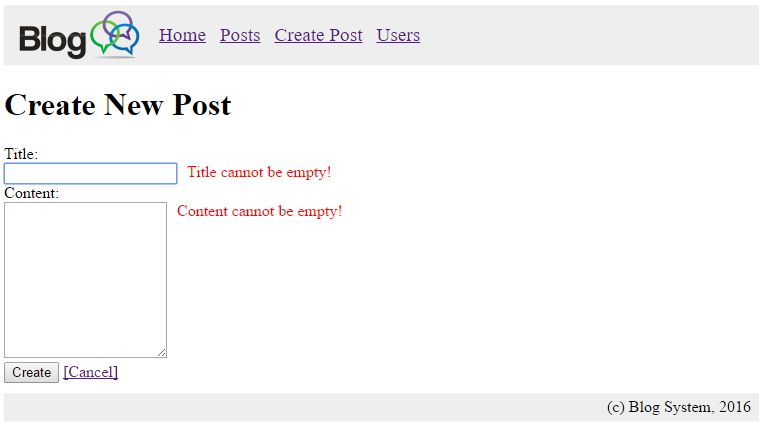 Blog Home Posts Create Post Users
Create New Post
Title:
Title cannot be empty!
Content:
Content cannot be empty!
Create [Cancel]
(c) Blog System, 2016